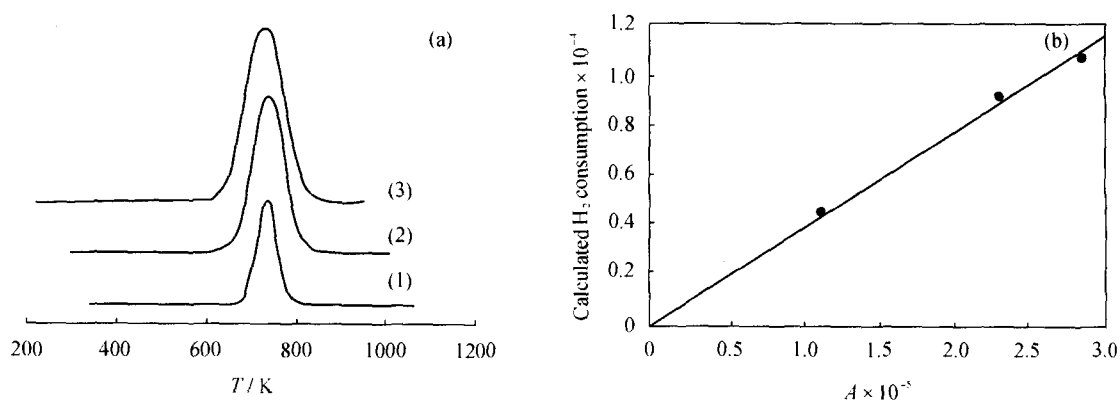 (a)
(3)
(2)
(1)
200 400 600 800 1000 1200
T / K
(b)
Calculated H₂ consumption × 10⁻⁴
1.2
1.0
0.8
0.6
0.4
0.2
0
0 0.5 1.0 1.5 2.0 2.5 3.0
A × 10⁻⁵